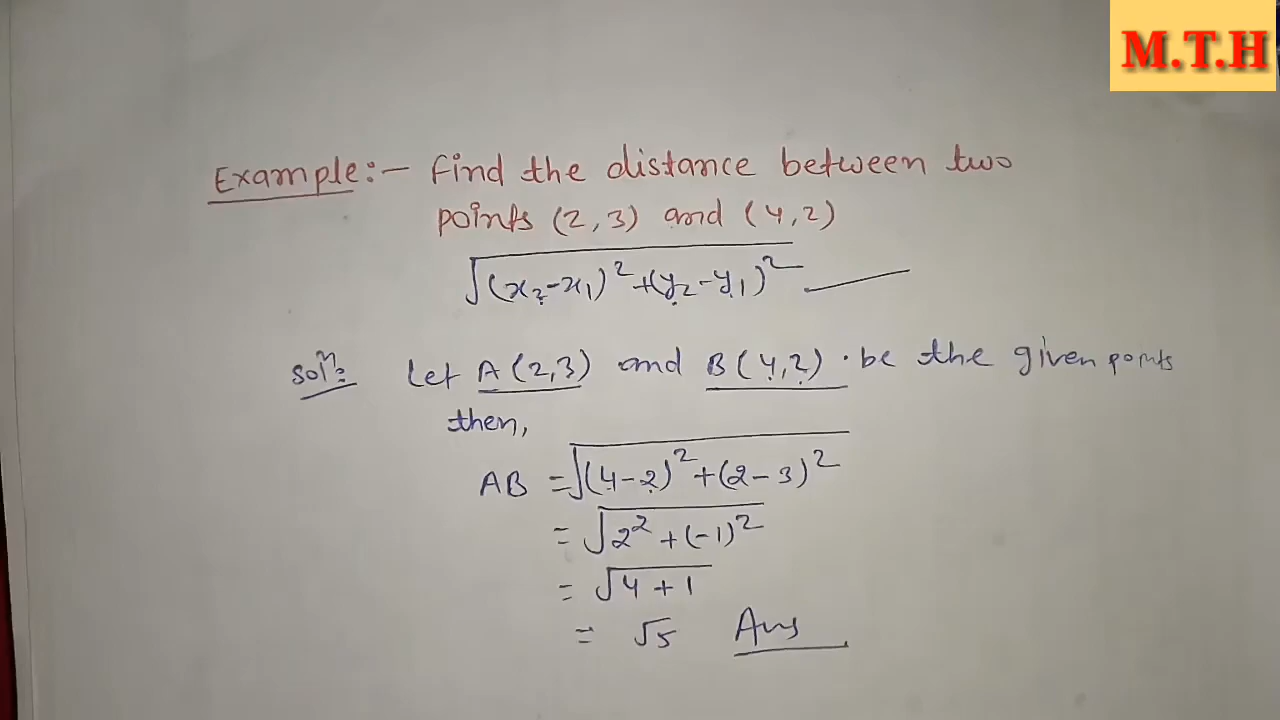 M.T.H
Example:- Find the distance between two
points (2,3) and (4,2)
√(x₂-x₁)²+(y₂-y₁)²
Solⁿ: Let A(2,3) and B(4,2) be the given points
then,
AB = √(4-2)²+(2-3)²
= √2²+(-1)²
= √4+1
= √5 Ans